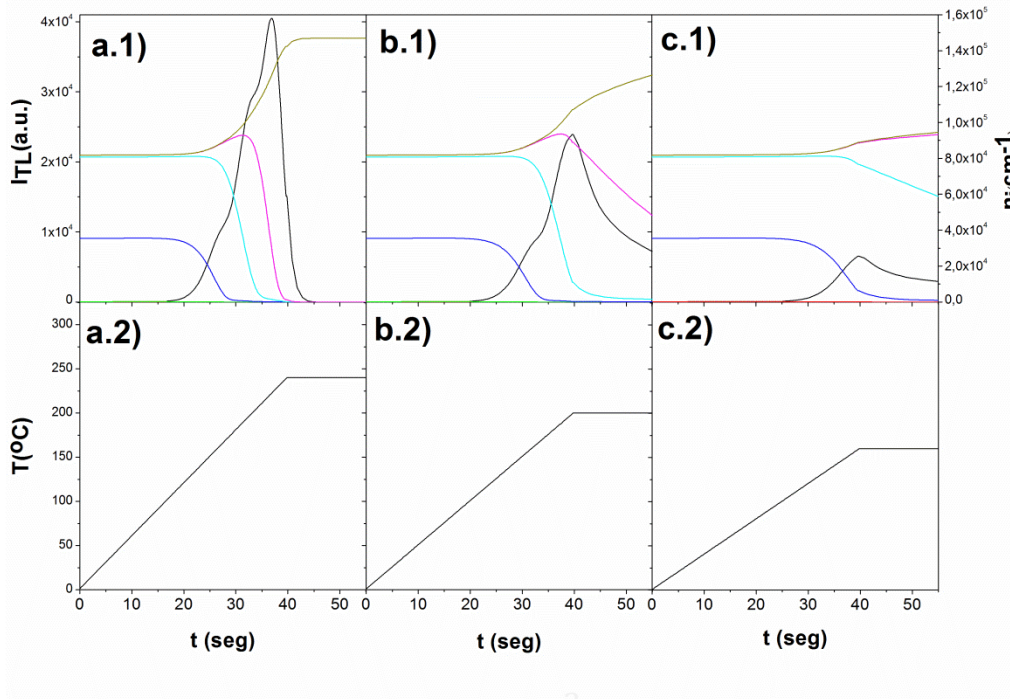 a.1)
b.1)
c.1)
4x10⁴
3x10⁴
2x10⁴
1x10⁴
0
I_TL(a.u.)
1,6x10⁵
1,4x10⁵
1,2x10⁵
1,0x10⁵
8,0x10⁴
6,0x10⁴
4,0x10⁴
2,0x10⁴
0,0
a.2)
b.2)
c.2)
300
250
200
150
100
50
0
T(ºC)
0 10 20 30 40 50 0 10 20 30 40 50 0 10 20 30 40 50
t (seg) t (seg) t (seg)